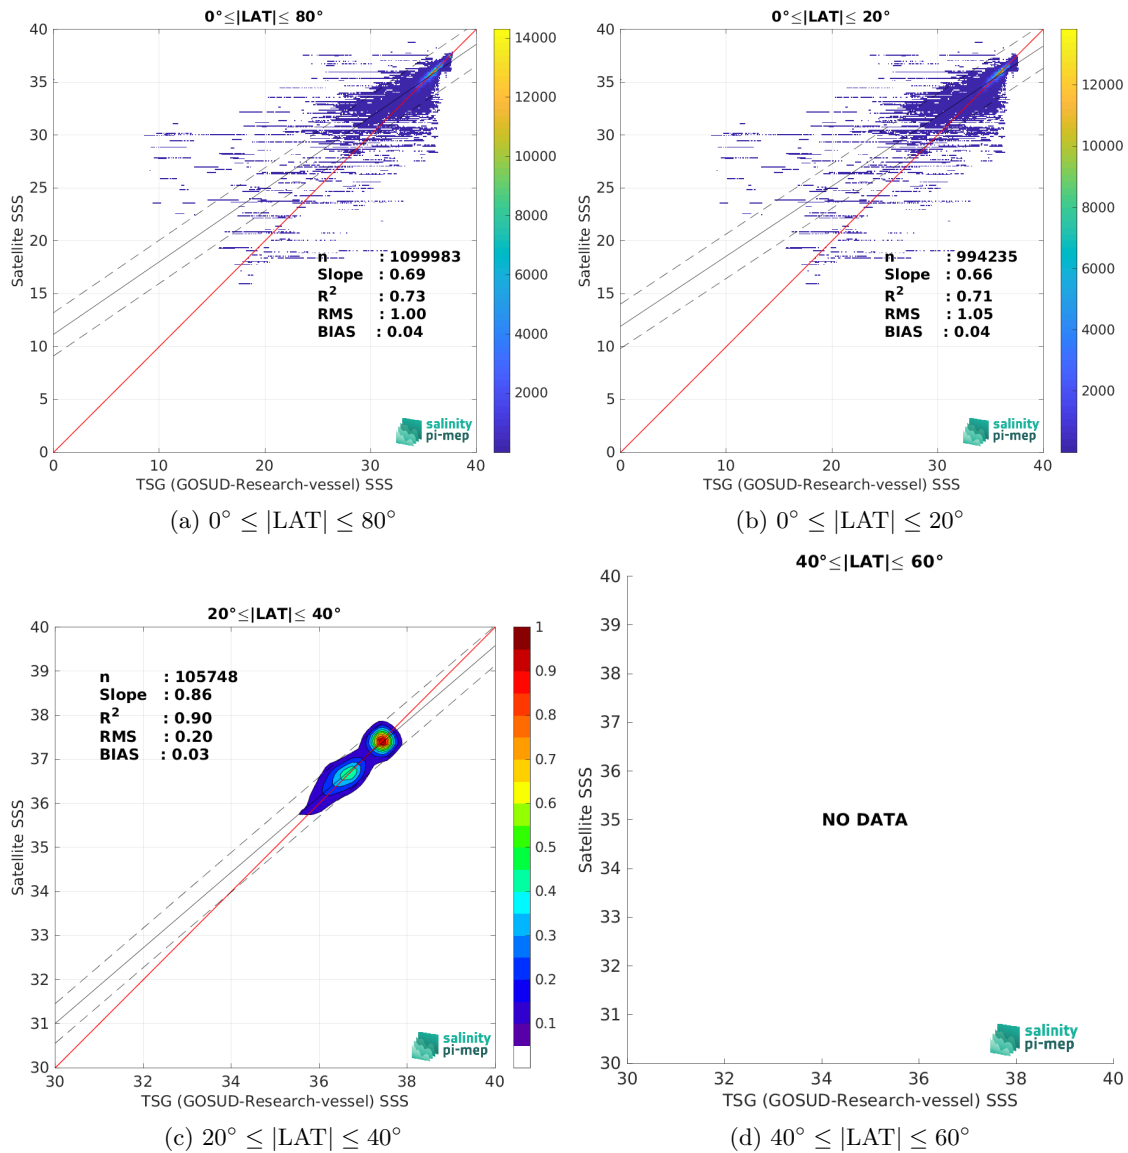 0°≤|LAT|≤ 80°
40
35
30
25
20
15
10
5
0
Satellite SSS
n : 1099983
Slope : 0.69
R² : 0.73
RMS : 1.00
BIAS : 0.04
salinity
pi-mep
0 10 20 30 40
TSG (GOSUD-Research-vessel) SSS
14000
12000
10000
8000
6000
4000
2000
(a) 0° ≤ |LAT| ≤ 80°
0°≤|LAT|≤ 20°
40
35
30
25
20
15
10
5
0
Satellite SSS
n : 994235
Slope : 0.66
R² : 0.71
RMS : 1.05
BIAS : 0.04
salinity
pi-mep
0 10 20 30 40
TSG (GOSUD-Research-vessel) SSS
12000
10000
8000
6000
4000
2000
(b) 0° ≤ |LAT| ≤ 20°
20°≤|LAT|≤ 40°
40
39
38
37
36
35
34
33
32
31
30
Satellite SSS
n : 105748
Slope : 0.86
R² : 0.90
RMS : 0.20
BIAS : 0.03
salinity
pi-mep
30 32 34 36 38 40
TSG (GOSUD-Research-vessel) SSS
1
0.9
0.8
0.7
0.6
0.5
0.4
0.3
0.2
0.1
(c) 20° ≤ |LAT| ≤ 40°
40°≤|LAT|≤ 60°
40
39
38
37
36
35
34
33
32
31
30
Satellite SSS
NO DATA
salinity
pi-mep
30 32 34 36 38 40
TSG (GOSUD-Research-vessel) SSS
(d) 40° ≤ |LAT| ≤ 60°